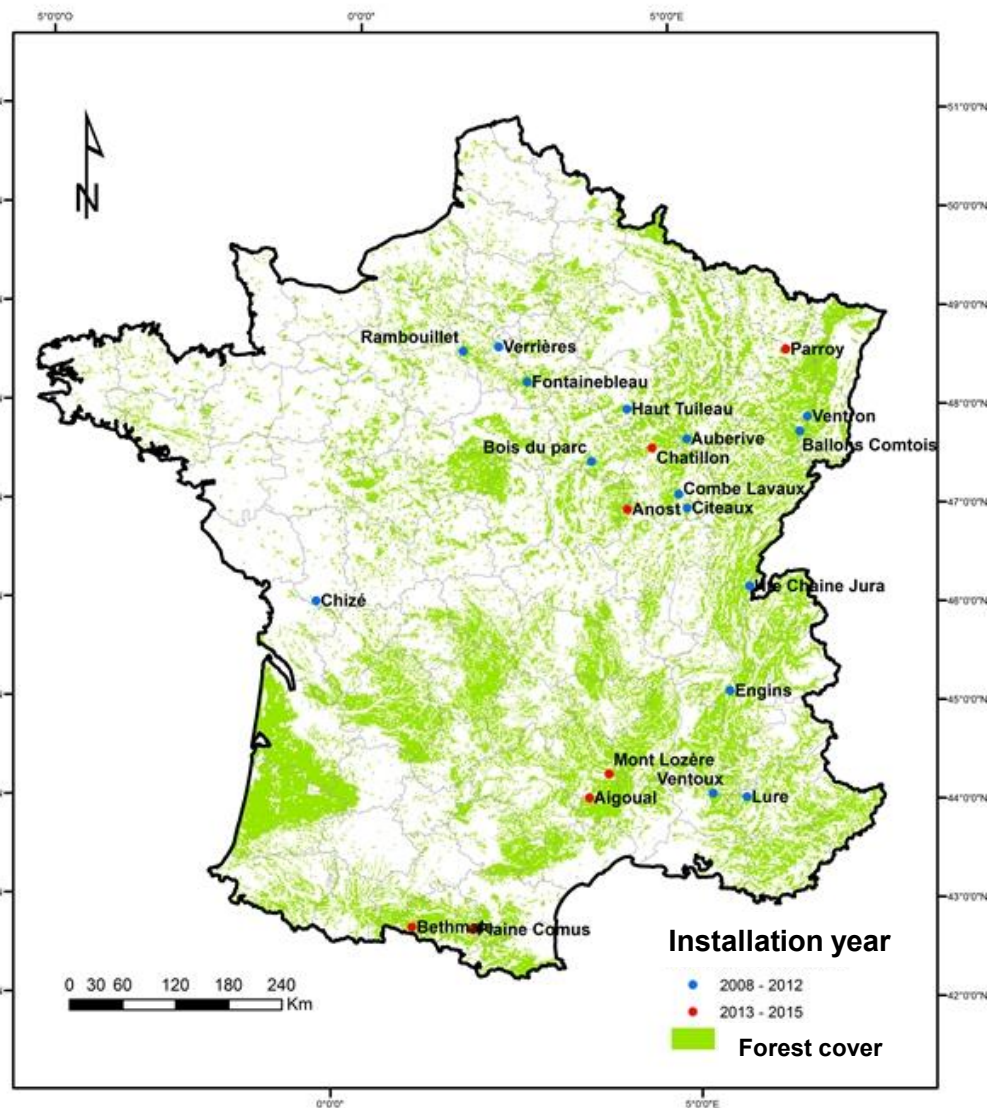 5°0'0"O 0°0'0" 5°0'0"E
N
51°0'0"N
50°0'0"N
49°0'0"N
48°0'0"N
47°0'0"N
46°0'0"N
45°0'0"N
44°0'0"N
43°0'0"N
42°0'0"N
Rambouillet
Verrières
Parroy
Fontainebleau
Haut Tuileau
Ventron
Auberive
Ballons Comtois
Bois du parc
Chatillon
Combe Lavaux
Anost
Citeaux
Hte Chaine Jura
Chizé
Engins
Mont Lozère
Ventoux
Aigoual
Lure
Bethmale
Plaine Comus
Installation year
2008 - 2012
2013 - 2015
Forest cover
0 30 60 120 180 240
Km
0°0'0" 5°0'0"E